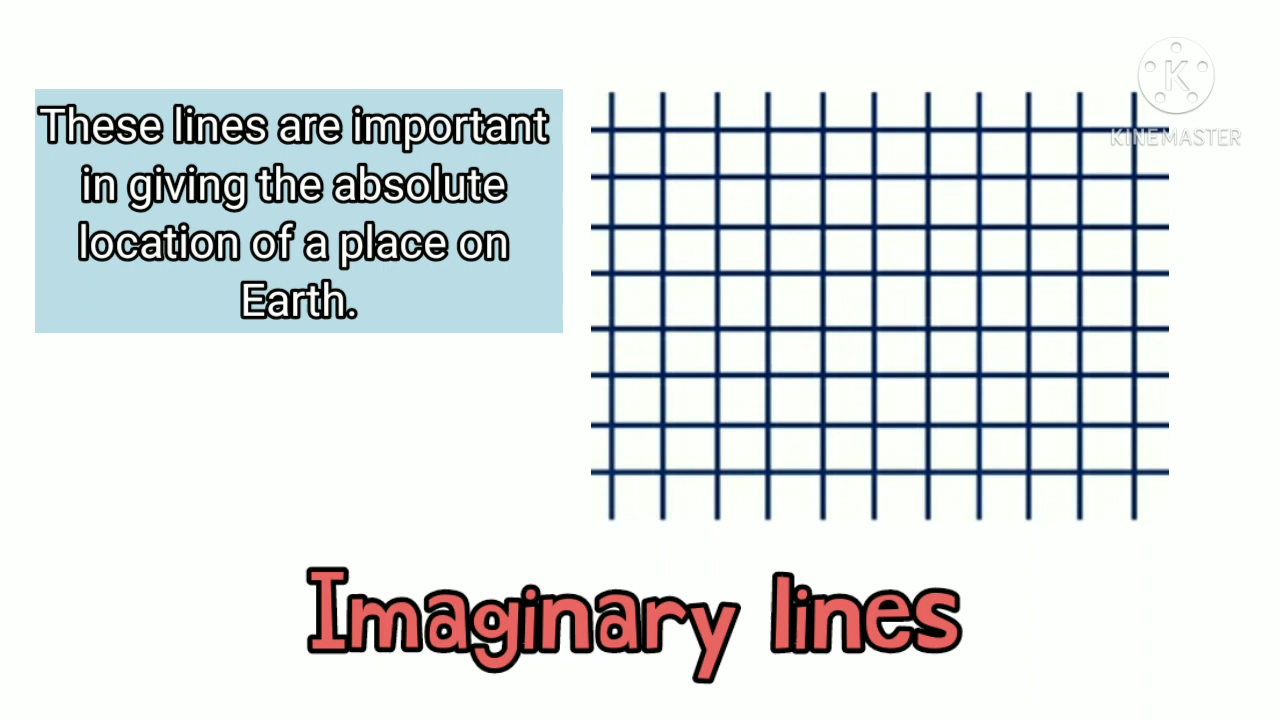 These lines are important
in giving the absolute
location of a place on
Earth.
K
KINEMASTER
Imaginary lines